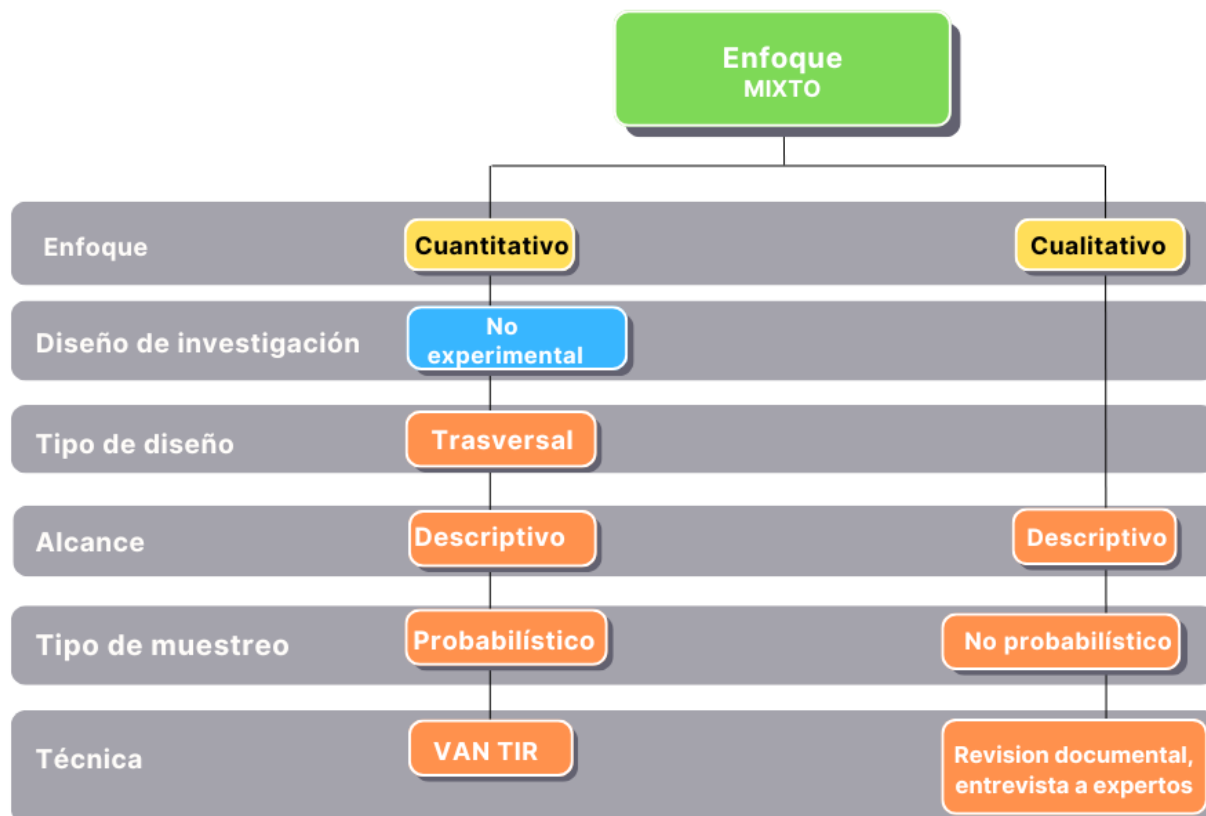 Enfoque
MIXTO
Enfoque
Cuantitativo
Cualitativo
Diseño de investigación
No
experimental
Tipo de diseño
Trasversal
Alcance
Descriptivo
Descriptivo
Tipo de muestreo
Probabilístico
No probabilístico
Técnica
VAN TIR
Revision documental,
entrevista a expertos